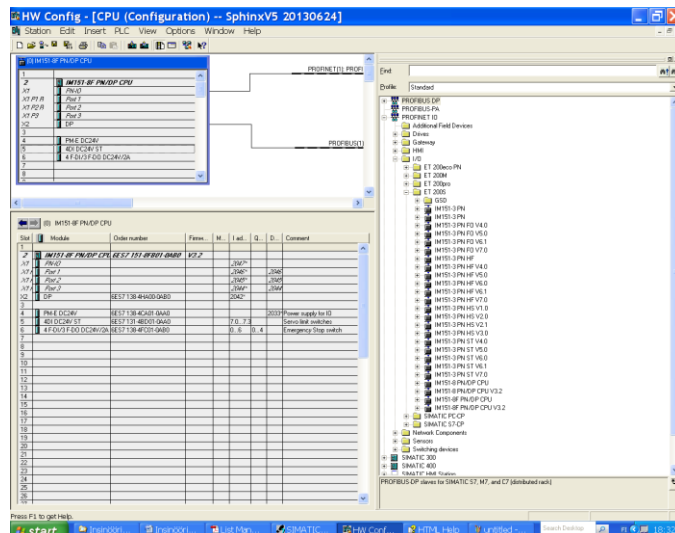 HW Config - [CPU (Configuration) -- SphinxV5 20130624]
Station Edit Insert PLC View Options Window Help
(0) IM151-8F PN/DP CPU
1
2 IM151-8F PN/DP CPU
X1 PN-IO
X1 P1 R Port 1
X1 P2 R Port 2
X1 P3 Port 3
X2 DP
3
4 PM-E DC24V
5 4DI DC24V ST
6 4 F-DI/3 F-DO DC24V/2A
7
8
PROFINET(1): PROFI
PROFIBUS(1)
(0) IM151-8F PN/DP CPU
Slot Module Order number Firmw... M... I ad... Q... D... Comment
1
2 IM151-8F PN/DP CPU 6ES7 151-8FB01-0AB0 V3.2
X1 PN-IO 2047*
X1 Port 1 2046*
X1 Port 2 2045*
X1 Port 3 2044*
X2 DP 6ES7 138-4HA00-0AB0 2042*
3
4 PM-E DC24V 6ES7 138-4CA01-0AA0 2033* Power supply for IO
5 4DI DC24V ST 6ES7 131-4BD01-0AA0 7.0...7.3 Servo limit switches
6 4 F-DI/3 F-DO DC24V/2A 6ES7 138-4FC01-0AB0 0...6 0...4 Emergency Stop switch
7
8
9
10
11
12
13
14
15
16
17
18
19
20
21
22
23
24
25
26
Find:
Profile: Standard
PROFIBUS-DP
PROFIBUS-PA
PROFINET IO
Additional Field Devices
Drives
Gateway
HMI
I/O
ET 200eco PN
ET 200M
ET 200pro
ET 200S
GSD
IM151-3 PN
IM151-3 PN
IM151-3 PN FO V4.0
IM151-3 PN FO V5.0
IM151-3 PN FO V6.1
IM151-3 PN FO V7.0
IM151-3 PN HF
IM151-3 PN HF V4.0
IM151-3 PN HF V5.0
IM151-3 PN HF V6.0
IM151-3 PN HF V6.1
IM151-3 PN HF V7.0
IM151-3 PN HS V1.0
IM151-3 PN HS V2.0
IM151-3 PN HS V2.1
IM151-3 PN HS V3.0
IM151-3 PN ST V4.0
IM151-3 PN ST V5.0
IM151-3 PN ST V6.0
IM151-3 PN ST V6.1
IM151-3 PN ST V7.0
IM151-8 PN/DP CPU
IM151-8 PN/DP CPU V3.2
IM151-8F PN/DP CPU
IM151-8F PN/DP CPU V3.2
SIMATIC PC-CP
SIMATIC S7-CP
Network Components
Sensors
Switching devices
SIMATIC 300
SIMATIC 400
SIMATIC HMI Station
PROFIBUS-DP slaves for SIMATIC S7, M7, and C7 (distributed rack)
Press F1 to get Help.
start Insinööri... Insinööri... List Man... SIMATIC... HW Conf... HTML Help untitled -... Search Desktop 18:32